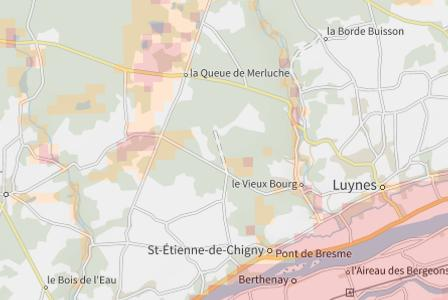 la Borde Buisson
la Queue de Merluche
le Vieux Bourg
Luynes
St-Étienne-de-Chigny
Pont de Bresme
l'Aireau des Bergeons
le Bois de l'Eau
Berthenay